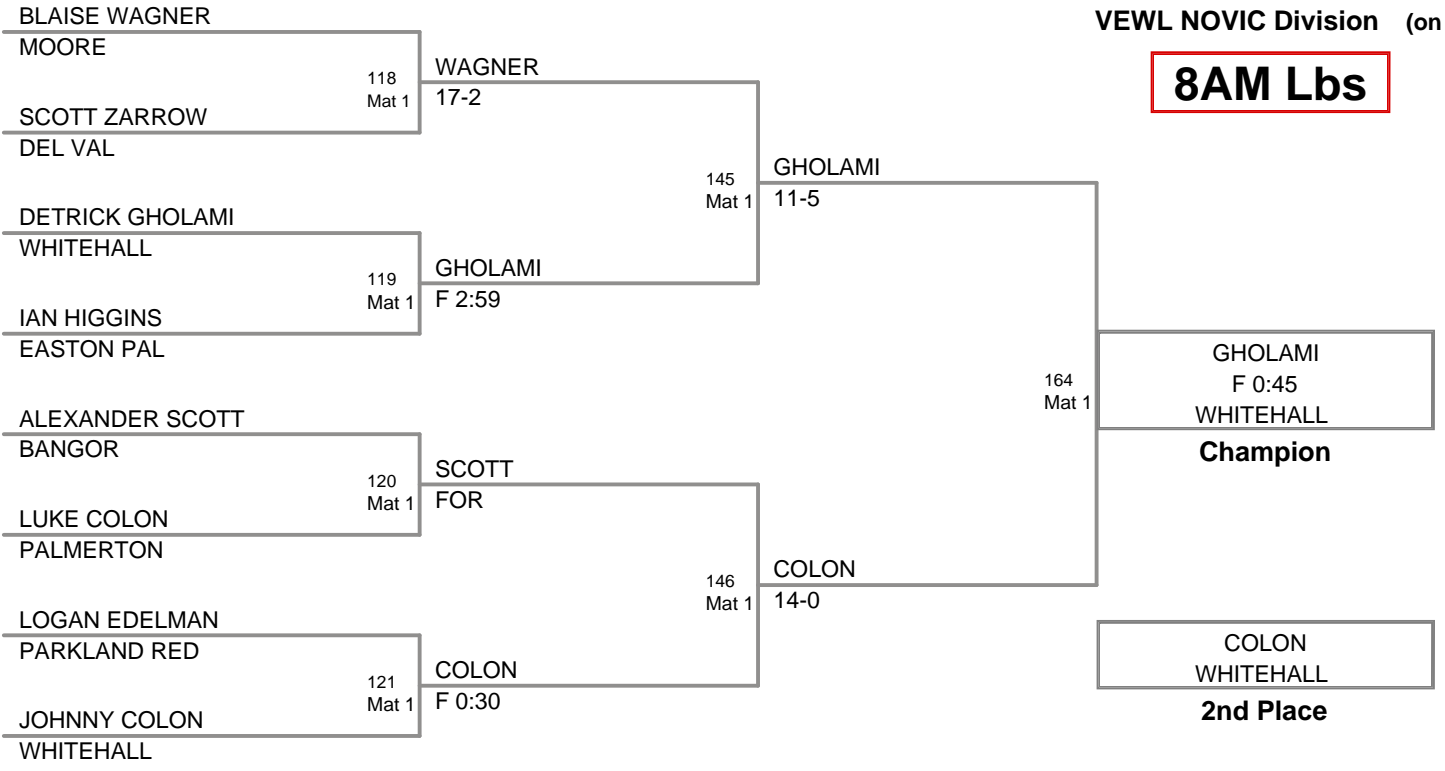 BLAISE WAGNER
MOORE
118
Mat 1
WAGNER
17-2
SCOTT ZARROW
DEL VAL
DETRICK GHOLAMI
WHITEHALL
119
Mat 1
GHOLAMI
F 2:59
IAN HIGGINS
EASTON PAL
145
Mat 1
GHOLAMI
11-5
ALEXANDER SCOTT
BANGOR
120
Mat 1
SCOTT
FOR
LUKE COLON
PALMERTON
LOGAN EDELMAN
PARKLAND RED
121
Mat 1
COLON
F 0:30
JOHNNY COLON
WHITEHALL
146
Mat 1
COLON
14-0
164
Mat 1
VEWL NOVIC Division (on
8AM Lbs
GHOLAMI
F 0:45
WHITEHALL
Champion
COLON
WHITEHALL
2nd Place